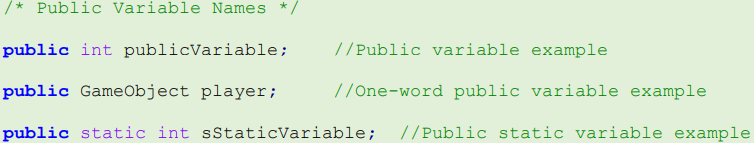 /* Public Variable Names */
public int publicVariable; //Public variable example
public GameObject player; //One-word public variable example
public static int sStaticVariable; //Public static variable example